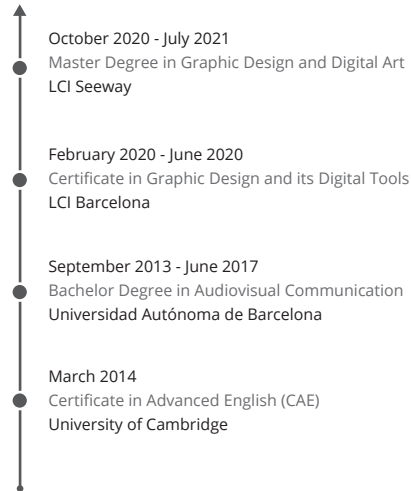 October 2020 - July 2021
Master Degree in Graphic Design and Digital Art
LCI Seeway
February 2020 - June 2020
Certificate in Graphic Design and its Digital Tools
LCI Barcelona
September 2013 - June 2017
Bachelor Degree in Audiovisual Communication
Universidad Autónoma de Barcelona
March 2014
Certificate in Advanced English (CAE)
University of Cambridge